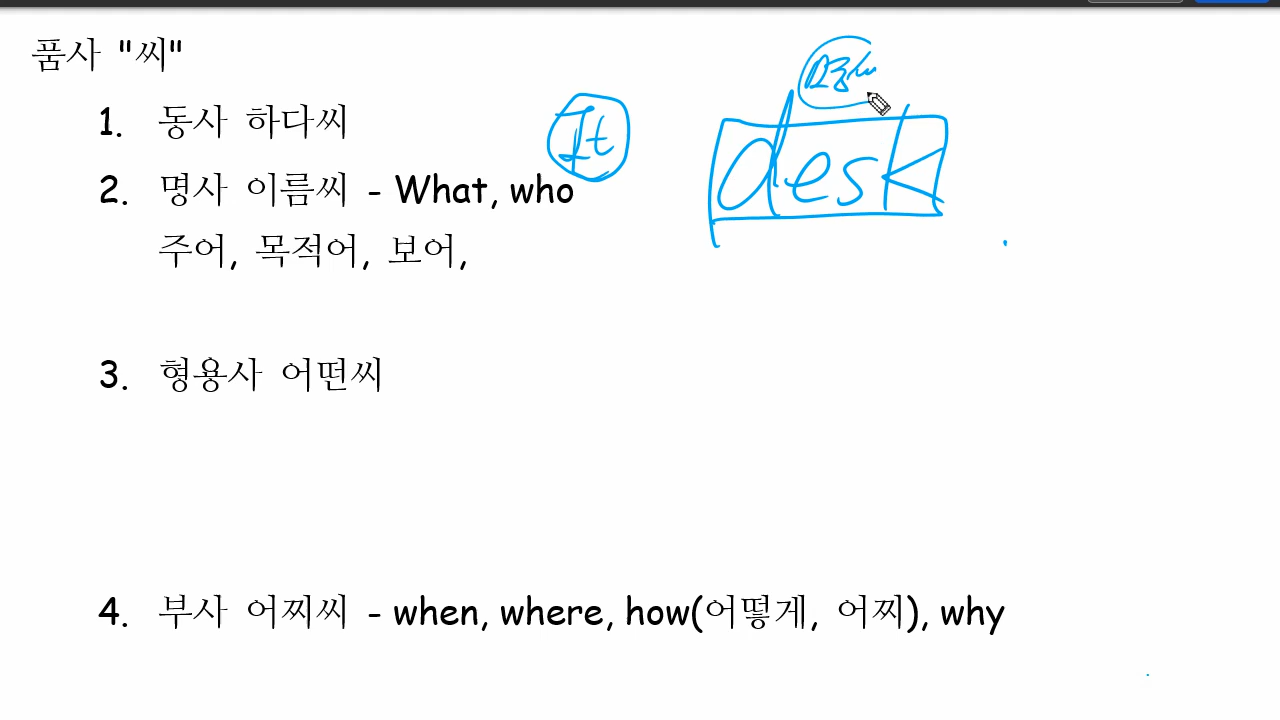 품사 "씨"
1. 동사 하다씨
It
desk
2. 명사 이름씨 - What, who
주어, 목적어, 보어,
3. 형용사 어떤씨
4. 부사 어찌씨 - when, where, how(어떻게, 어찌), why